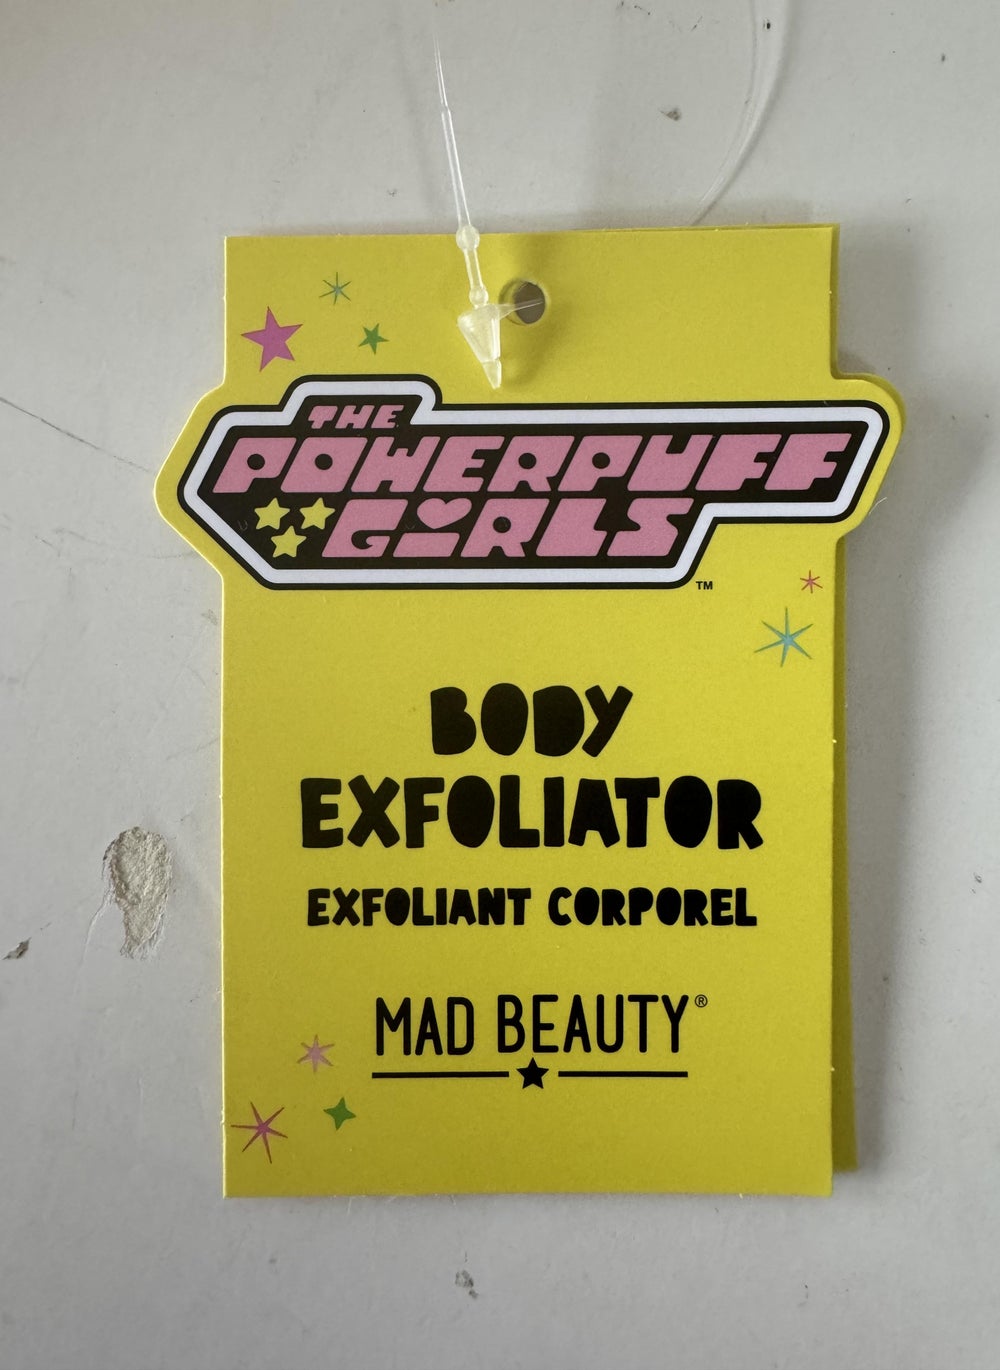 THE
POWERPUFF
GIRLS
TM
BODY
EXFOLIATOR
EXFOLIANT CORPOREL
MAD BEAUTY®